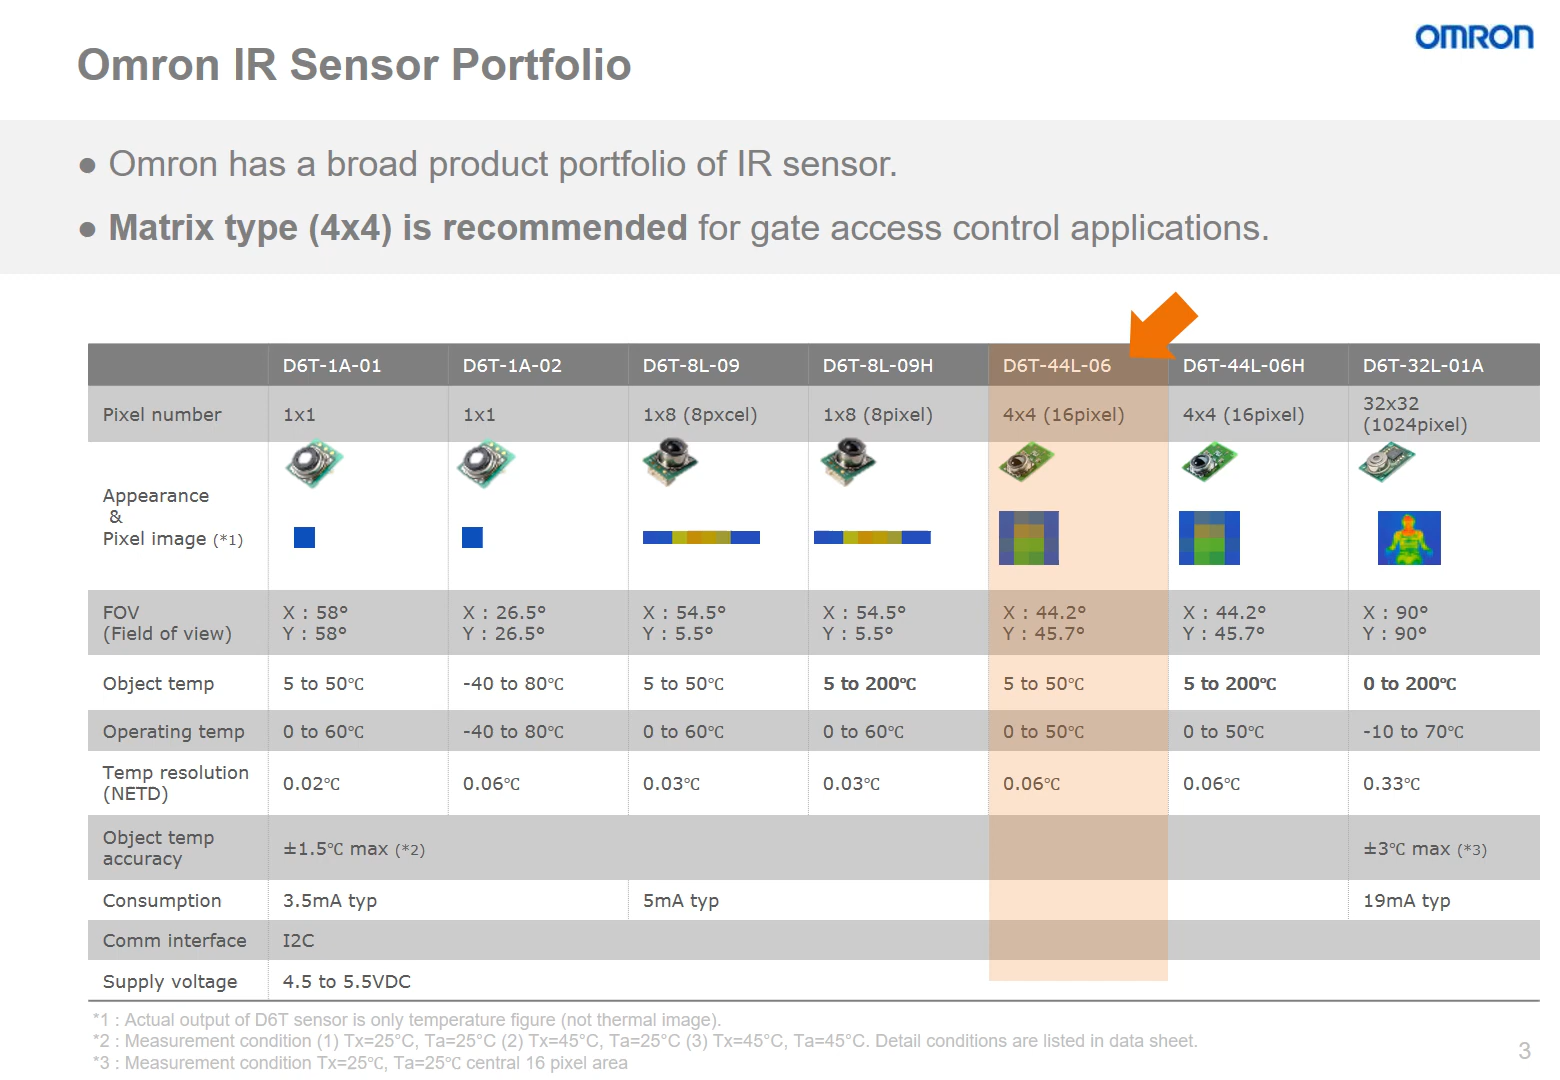 OMRON
Omron IR Sensor Portfolio
● Omron has a broad product portfolio of IR sensor.
● Matrix type (4x4) is recommended for gate access control applications.
D6T-1A-01 D6T-1A-02 D6T-8L-09 D6T-8L-09H D6T-44L-06 D6T-44L-06H D6T-32L-01A
Pixel number 1x1 1x1 1x8 (8pxcel) 1x8 (8pixel) 4x4 (16pixel) 4x4 (16pixel) 32x32
(1024pixel)
Appearance
&
Pixel image (*1)
FOV X : 58° X : 26.5° X : 54.5° X : 54.5° X : 44.2° X : 44.2° X : 90°
(Field of view) Y : 58° Y : 26.5° Y : 5.5° Y : 5.5° Y : 45.7° Y : 45.7° Y : 90°
Object temp 5 to 50℃ -40 to 80℃ 5 to 50℃ 5 to 200℃ 5 to 50℃ 5 to 200℃ 0 to 200℃
Operating temp 0 to 60℃ -40 to 80℃ 0 to 60℃ 0 to 60℃ 0 to 50℃ 0 to 50℃ -10 to 70℃
Temp resolution
(NETD) 0.02℃ 0.06℃ 0.03℃ 0.03℃ 0.06℃ 0.06℃ 0.33℃
Object temp
accuracy ±1.5℃ max (*2) ±3℃ max (*3)
Consumption 3.5mA typ 5mA typ 19mA typ
Comm interface I2C
Supply voltage 4.5 to 5.5VDC
*1 : Actual output of D6T sensor is only temperature figure (not thermal image).
*2 : Measurement condition (1) Tx=25°C, Ta=25°C (2) Tx=45°C, Ta=25°C (3) Tx=45°C, Ta=45°C. Detail conditions are listed in data sheet.
*3 : Measurement condition Tx=25℃, Ta=25℃ central 16 pixel area
3